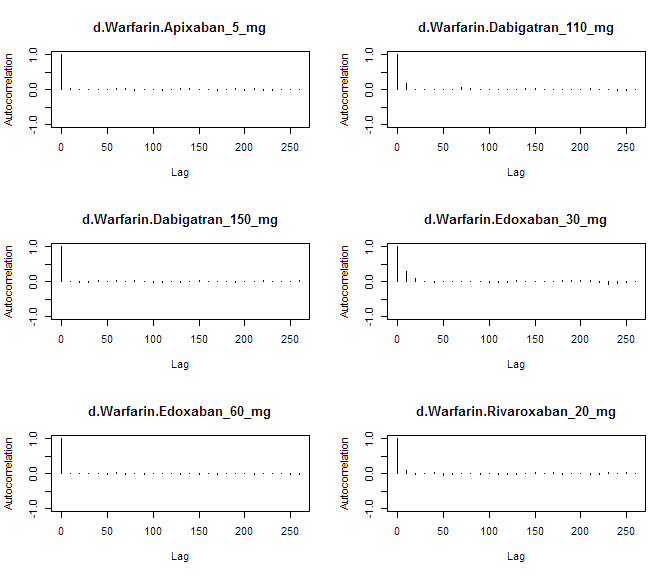 d.Warfarin.Apixaban_5_mg
Autocorrelation
1.0
0.0
-1.0
0 50 100 150 200 250
Lag
d.Warfarin.Dabigatran_110_mg
Autocorrelation
1.0
0.0
-1.0
0 50 100 150 200 250
Lag
d.Warfarin.Dabigatran_150_mg
Autocorrelation
1.0
0.0
-1.0
0 50 100 150 200 250
Lag
d.Warfarin.Edoxaban_30_mg
Autocorrelation
1.0
0.0
-1.0
0 50 100 150 200 250
Lag
d.Warfarin.Edoxaban_60_mg
Autocorrelation
1.0
0.0
-1.0
0 50 100 150 200 250
Lag
d.Warfarin.Rivaroxaban_20_mg
Autocorrelation
1.0
0.0
-1.0
0 50 100 150 200 250
Lag